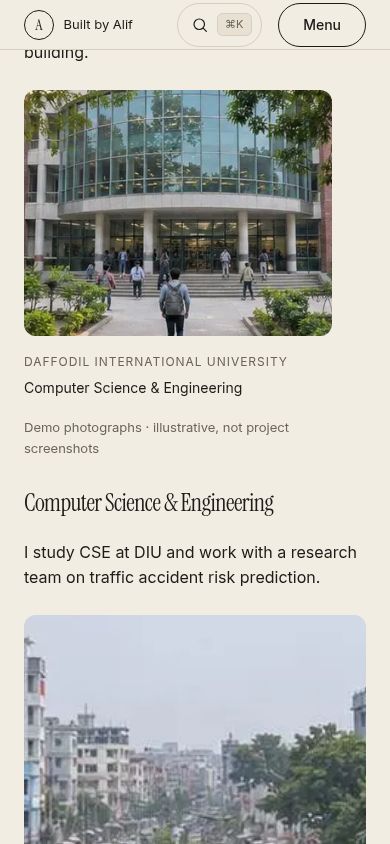 A
Built by Alif
⌘K
Menu
building.
DAFFODIL INTERNATIONAL UNIVERSITY
Computer Science & Engineering
Demo photographs · illustrative, not project
screenshots
Computer Science & Engineering
I study CSE at DIU and work with a research
team on traffic accident risk prediction.